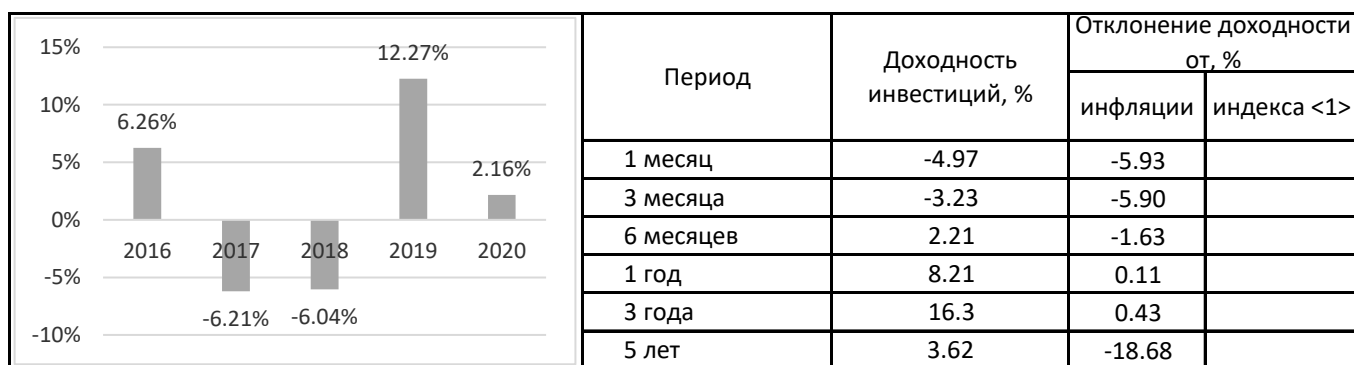 15%
10%
5%
0%
-5%
-10%
6.26%
-6.21%
-6.04%
12.27%
2.16%
2016 2017 2018 2019 2020
Период
Доходность
инвестиций, %
Отклонение доходности
от, %
инфляции индекса <1>
1 месяц -4.97 -5.93
3 месяца -3.23 -5.90
6 месяцев 2.21 -1.63
1 год 8.21 0.11
3 года 16.3 0.43
5 лет 3.62 -18.68